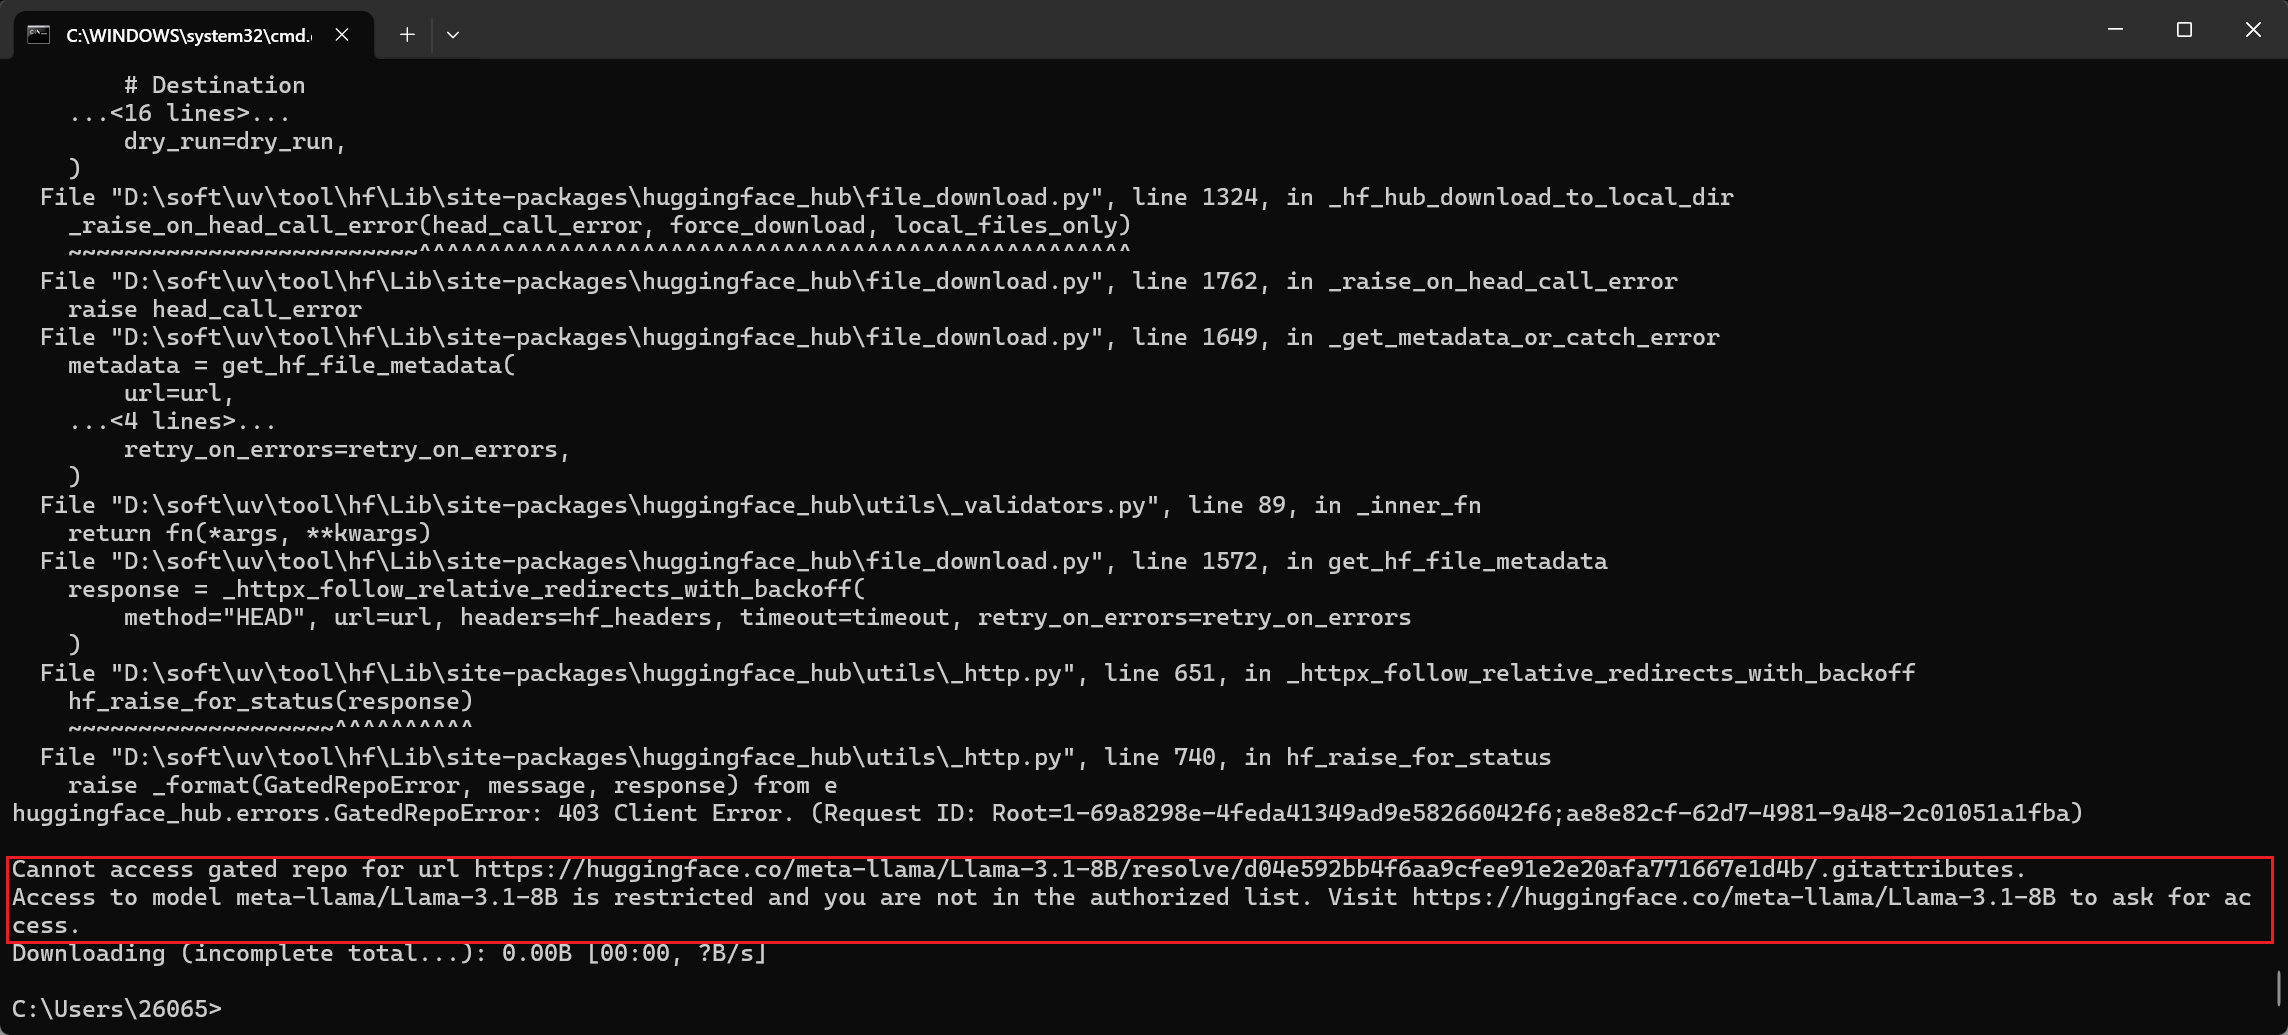 C:\WINDOWS\system32\cmd.
        # Destination
    ...<16 lines>...
        dry_run=dry_run,
    )
  File "D:\soft\uv\tool\hf\Lib\site-packages\huggingface_hub\file_download.py", line 1324, in _hf_hub_download_to_local_dir
    _raise_on_head_call_error(head_call_error, force_download, local_files_only)
    ~~~~~~~~~~~~~~~~~~~~~~~~~^^^^^^^^^^^^^^^^^^^^^^^^^^^^^^^^^^^^^^^^^^^^^^^^^^^
  File "D:\soft\uv\tool\hf\Lib\site-packages\huggingface_hub\file_download.py", line 1762, in _raise_on_head_call_error
    raise head_call_error
  File "D:\soft\uv\tool\hf\Lib\site-packages\huggingface_hub\file_download.py", line 1649, in _get_metadata_or_catch_error
    metadata = get_hf_file_metadata(
        url=url,
    ...<4 lines>...
        retry_on_errors=retry_on_errors,
    )
  File "D:\soft\uv\tool\hf\Lib\site-packages\huggingface_hub\utils\_validators.py", line 89, in _inner_fn
    return fn(*args, **kwargs)
  File "D:\soft\uv\tool\hf\Lib\site-packages\huggingface_hub\file_download.py", line 1572, in get_hf_file_metadata
    response = _httpx_follow_relative_redirects_with_backoff(
        method="HEAD", url=url, headers=hf_headers, timeout=timeout, retry_on_errors=retry_on_errors
    )
  File "D:\soft\uv\tool\hf\Lib\site-packages\huggingface_hub\utils\_http.py", line 651, in _httpx_follow_relative_redirects_with_backoff
    hf_raise_for_status(response)
    ~~~~~~~~~~~~~~~~~~~^^^^^^^^^^
  File "D:\soft\uv\tool\hf\Lib\site-packages\huggingface_hub\utils\_http.py", line 740, in hf_raise_for_status
    raise _format(GatedRepoError, message, response) from e
huggingface_hub.errors.GatedRepoError: 403 Client Error. (Request ID: Root=1-69a8298e-4feda41349ad9e58266042f6;ae8e82cf-62d7-4981-9a48-2c01051a1fba)
Cannot access gated repo for url https://huggingface.co/meta-llama/Llama-3.1-8B/resolve/d04e592bb4f6aa9cfee91e2e20afa771667e1d4b/.gitattributes.
Access to model meta-llama/Llama-3.1-8B is restricted and you are not in the authorized list. Visit https://huggingface.co/meta-llama/Llama-3.1-8B to ask for ac
cess.
Downloading (incomplete total...): 0.00B [00:00, ?B/s]
C:\Users\26065>